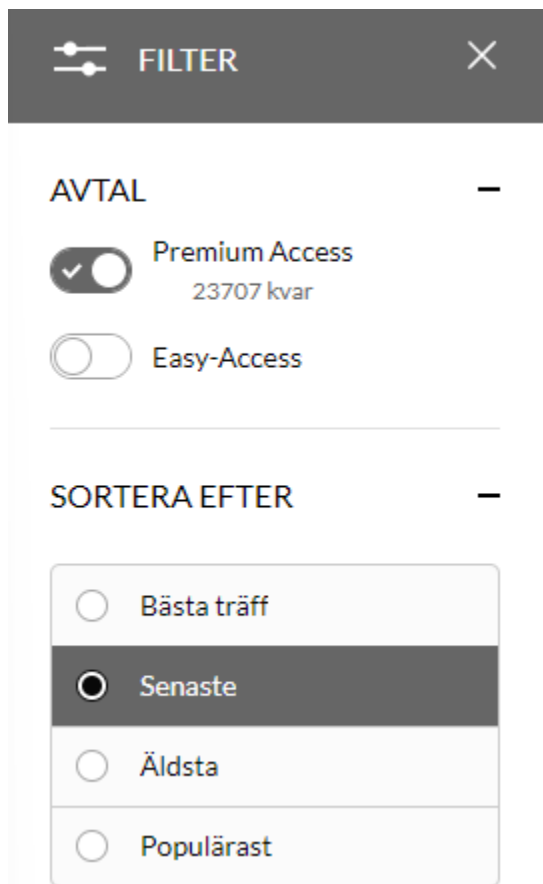 FILTER
AVTAL
Premium Access
23707 kvar
Easy-Access
SORTERA EFTER
Bästa träff
Senaste
Äldsta
Populärast